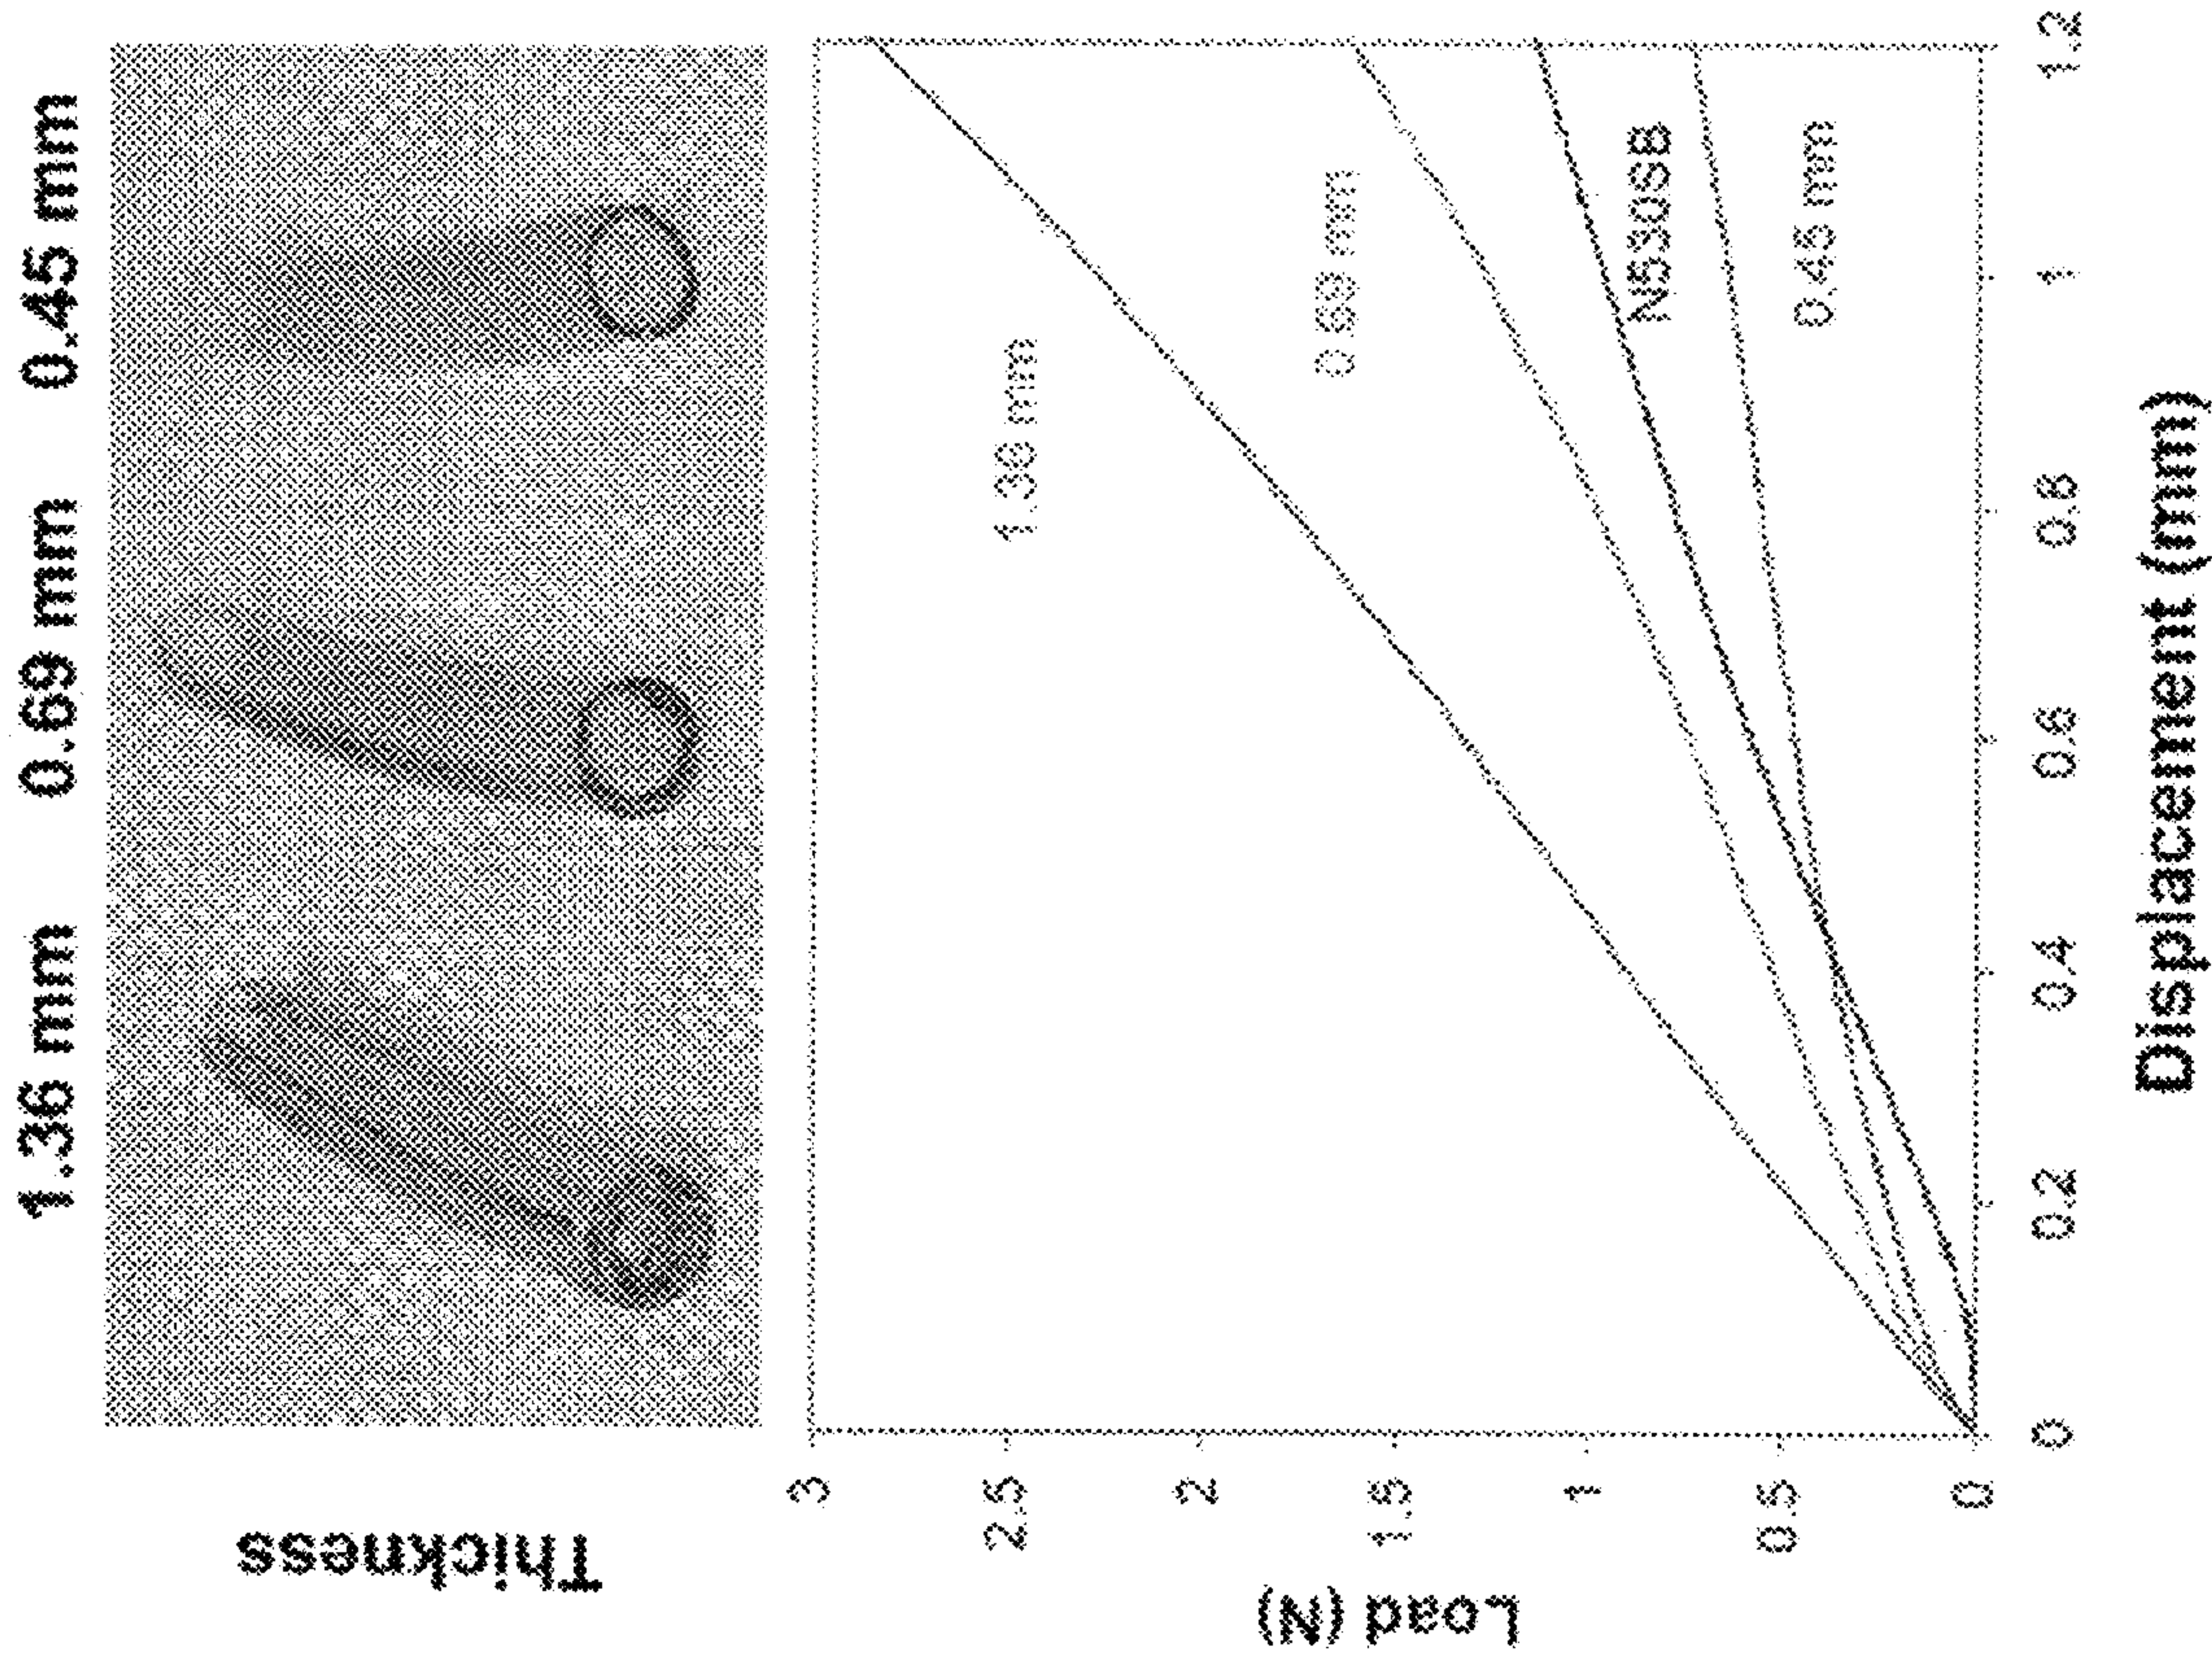 Thickness
1.36 mm 0.69 mm 0.45 mm
Load (N)
3
2.5
2
1.5
1
0.5
0
1.36 mm
0.69 mm
N530SB
0.45 mm
0 0.2 0.4 0.6 0.8 1 1.2
Displacement (mm)